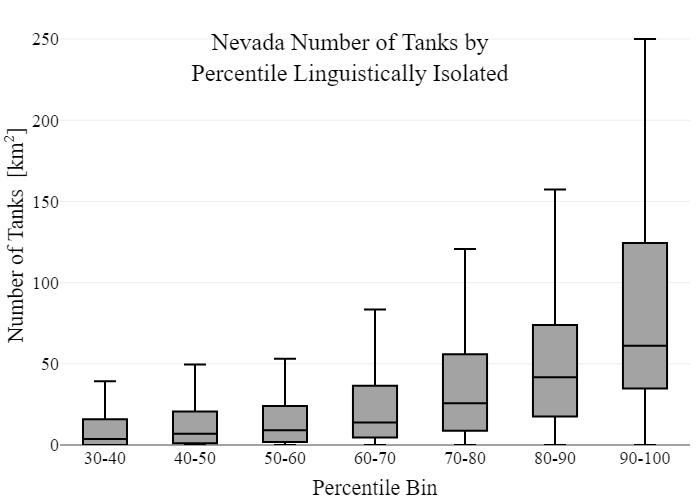 Nevada Number of Tanks by
Percentile Linguistically Isolated
Number of Tanks [km²]
250
200
150
100
50
0
30-40 40-50 50-60 60-70 70-80 80-90 90-100
Percentile Bin